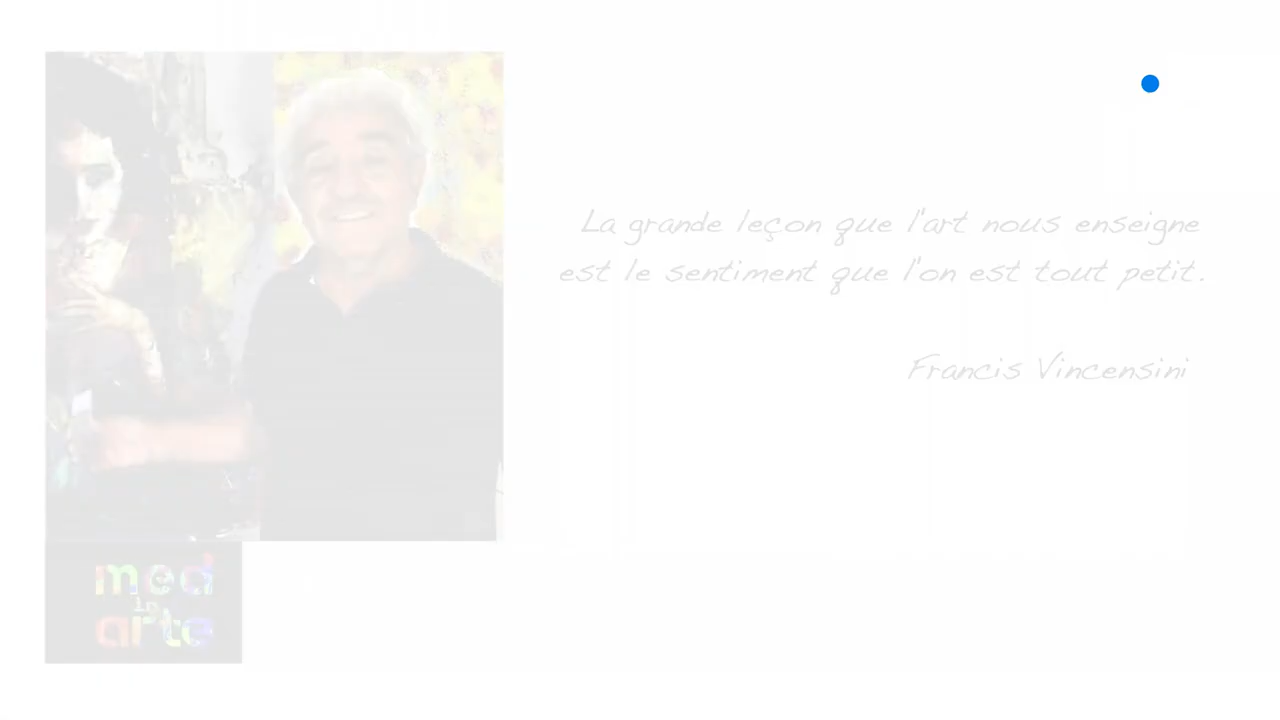 La grande leçon que l'art nous enseigne
est le sentiment que l'on est tout petit.
Francis Vincensini
med
in
arte